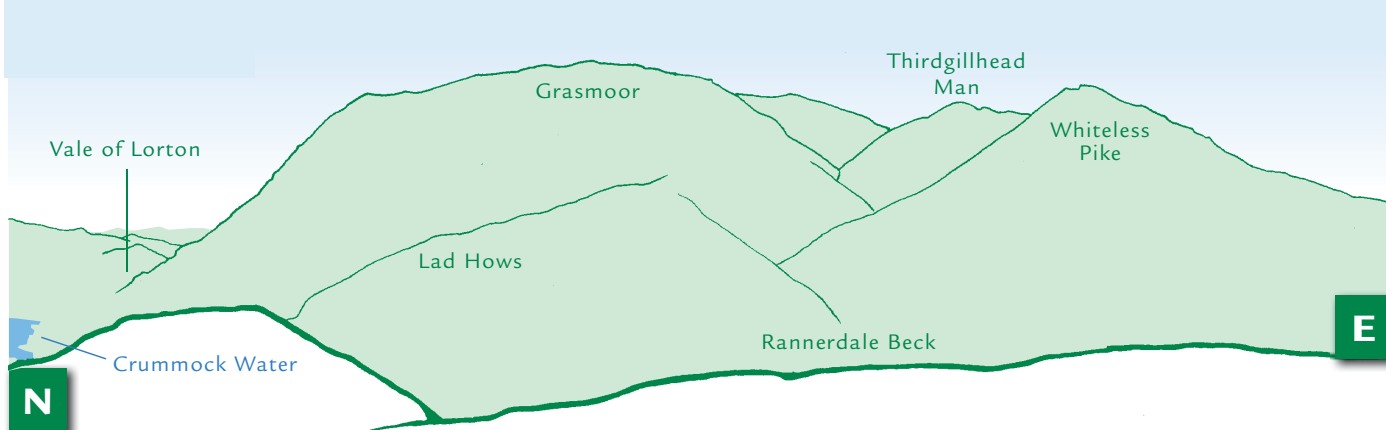 Thirdgillhead
Man
Grasmoor
Whiteless
Pike
Vale of Lorton
Lad Hows
Rannerdale Beck
Crummock Water
N
E